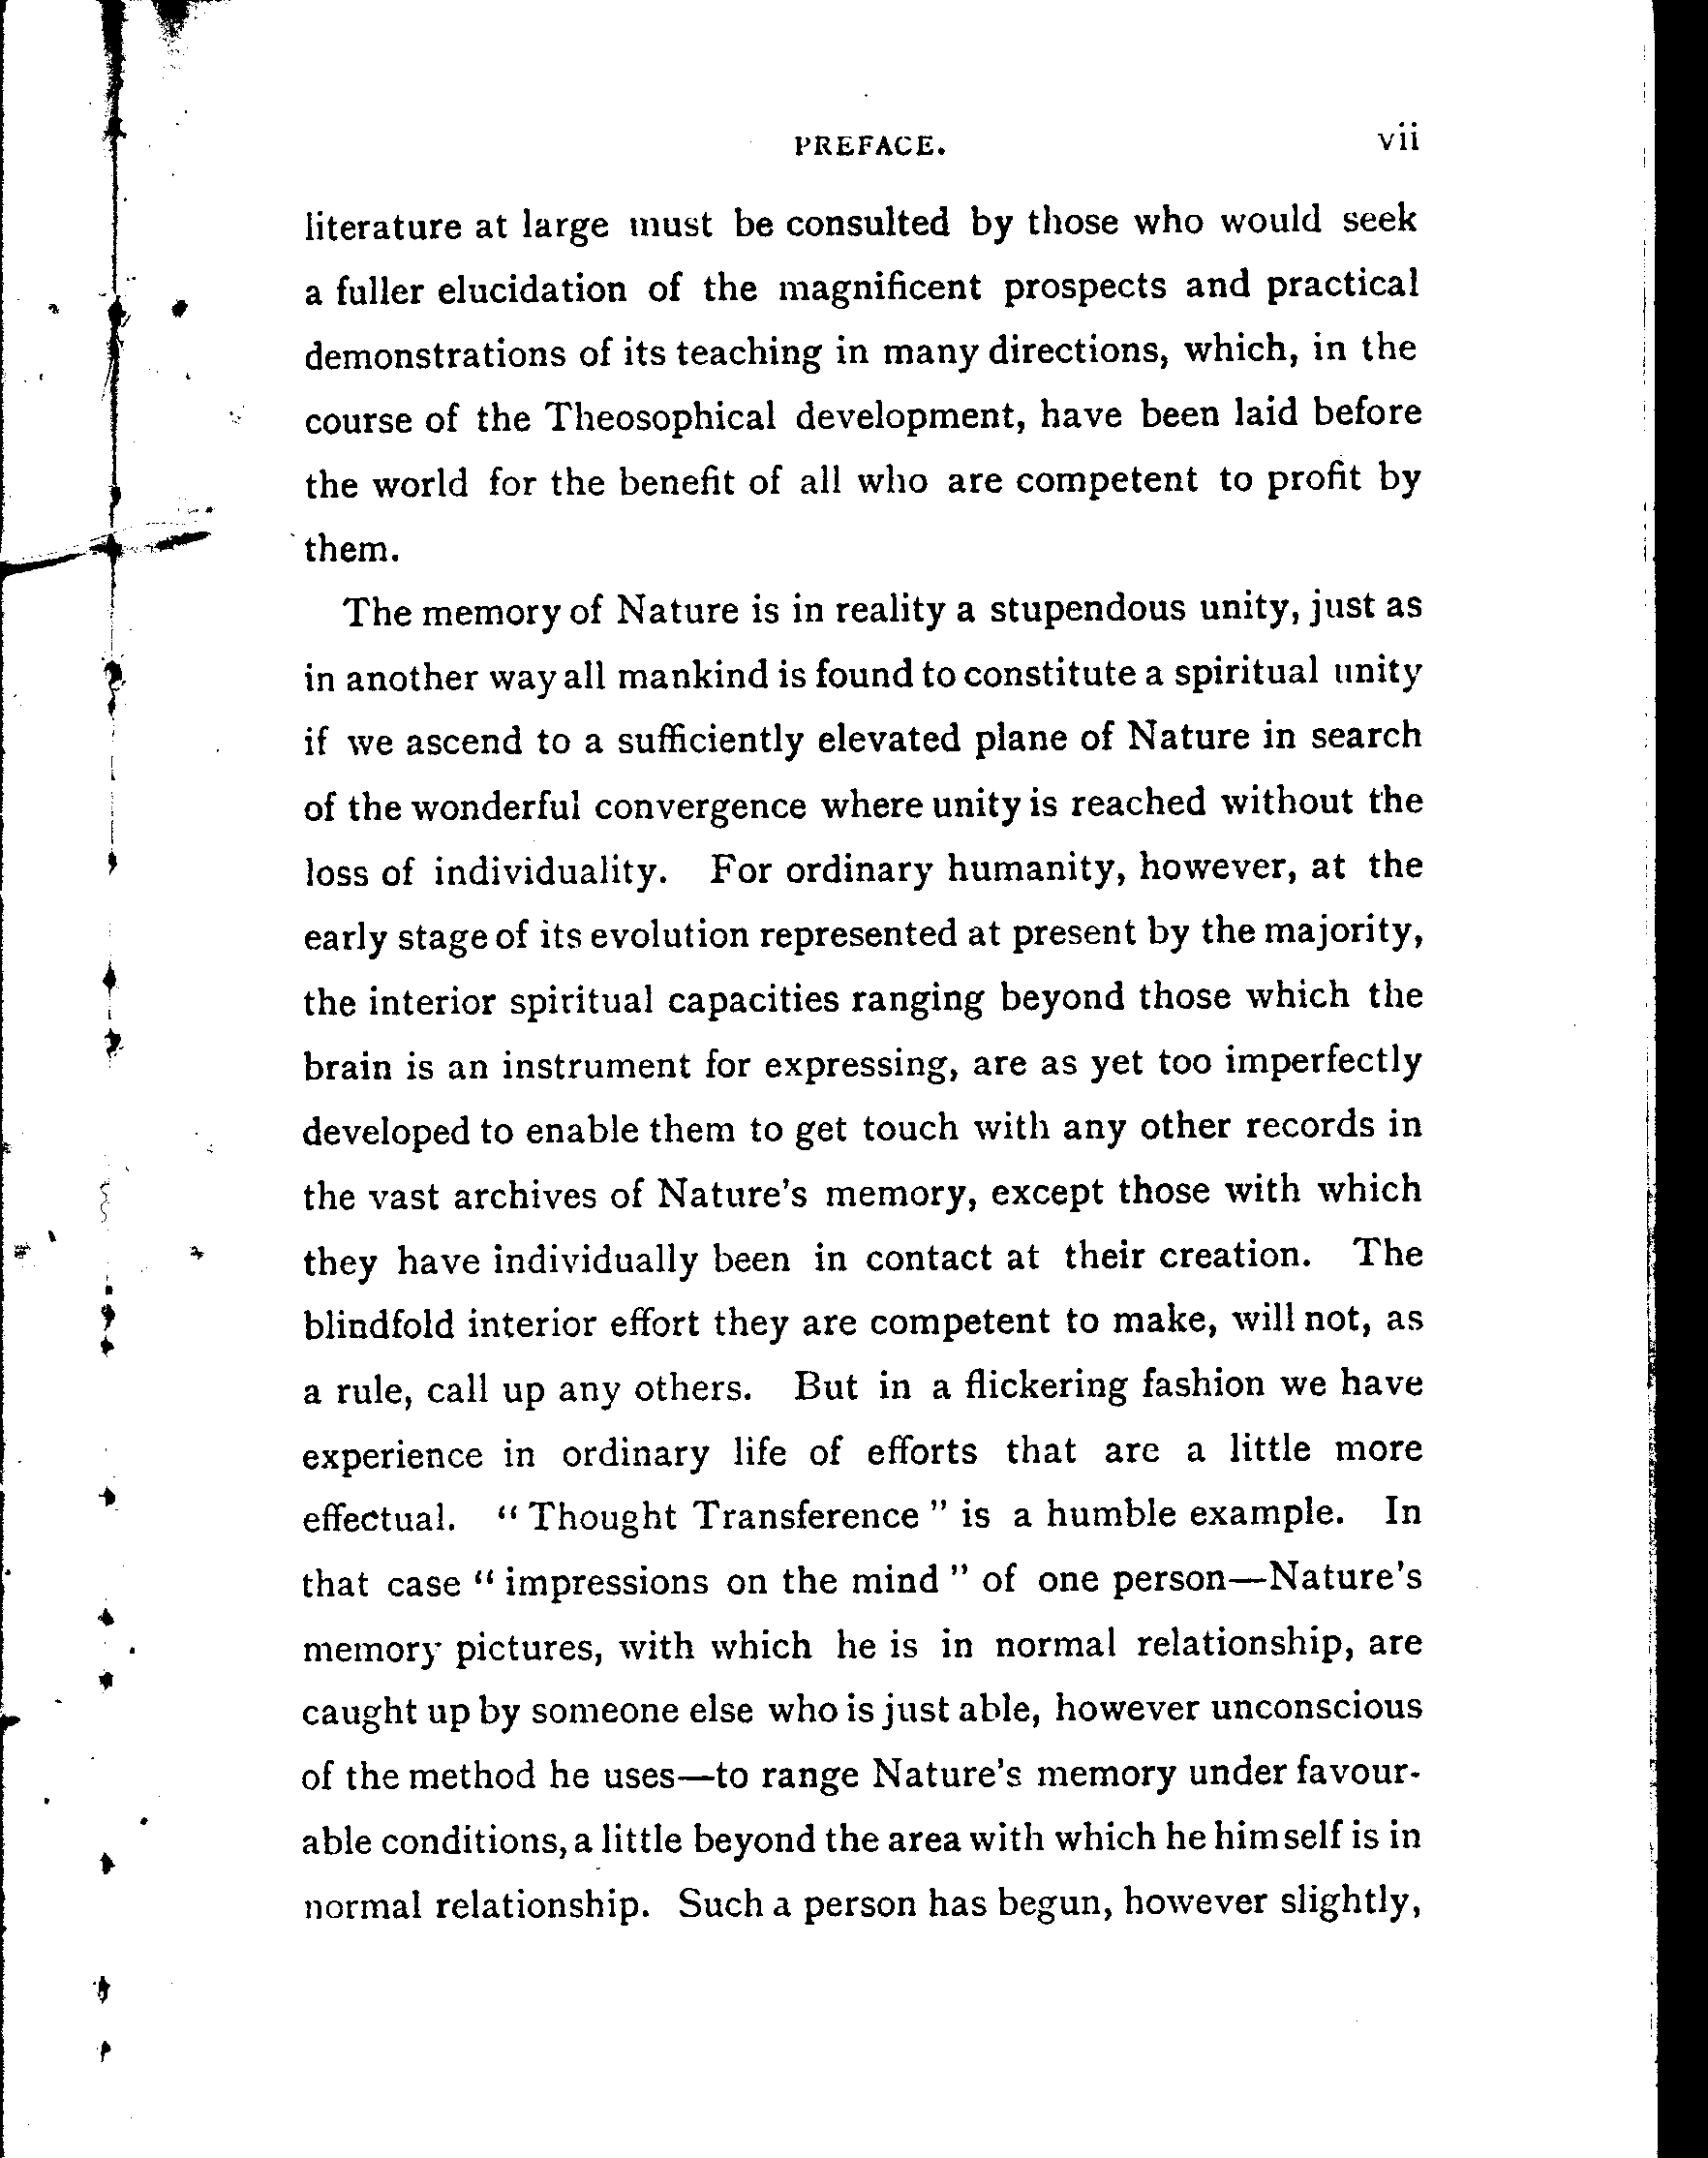 PREFACE. vii
literature at large must be consulted by those who would seek
a fuller elucidation of the magnificent prospects and practical
demonstrations of its teaching in many directions, which, in the
course of the Theosophical development, have been laid before
the world for the benefit of all who are competent to profit by
them.
The memory of Nature is in reality a stupendous unity, just as
in another way all mankind is found to constitute a spiritual unity
if we ascend to a sufficiently elevated plane of Nature in search
of the wonderful convergence where unity is reached without the
loss of individuality. For ordinary humanity, however, at the
early stage of its evolution represented at present by the majority,
the interior spiritual capacities ranging beyond those which the
brain is an instrument for expressing, are as yet too imperfectly
developed to enable them to get touch with any other records in
the vast archives of Nature's memory, except those with which
they have individually been in contact at their creation. The
blindfold interior effort they are competent to make, will not, as
a rule, call up any others. But in a flickering fashion we have
experience in ordinary life of efforts that are a little more
effectual. “ Thought Transference ” is a humble example. In
that case “ impressions on the mind ” of one person—Nature's
memory pictures, with which he is in normal relationship, are
caught up by someone else who is just able, however unconscious
of the method he uses—to range Nature's memory under favour-
able conditions, a little beyond the area with which he himself is in
normal relationship. Such a person has begun, however slightly,